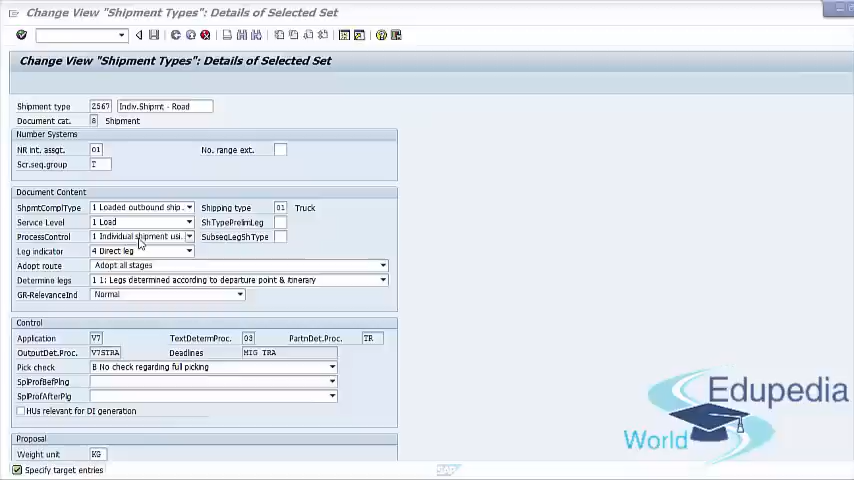 Change View "Shipment Types": Details of Selected Set
Change View "Shipment Types": Details of Selected Set
Shipment type Z567 Indiv.Shipmt - Road
Document cat. 8 Shipment
Number Systems
NR int. assgt. 01 No. range ext.
Scr.seq.group T
Document Content
ShpmtComplType 1 Loaded outbound ship. Shipping type 01 Truck
Service Level 1 Load ShTypePrelimLeg
ProcessControl 1 Individual shipment usi. SubseqLegShType
Leg indicator 4 Direct leg
Adopt route Adopt all stages
Determine legs 1 1: Legs determined according to departure point & itinerary
GR-RelevanceInd Normal
Control
Application V7 TextDetermProc. 03 PartnDet.Proc. TR
OutputDet.Proc. V7STRA Deadlines MIG TRA
Pick check B No check regarding full picking
SplProfBefPlng
SpProfAfterPlg
HUs relevant for DI generation
Proposal
Weight unit KG
Specify target entries
SAP
Edupedia
World